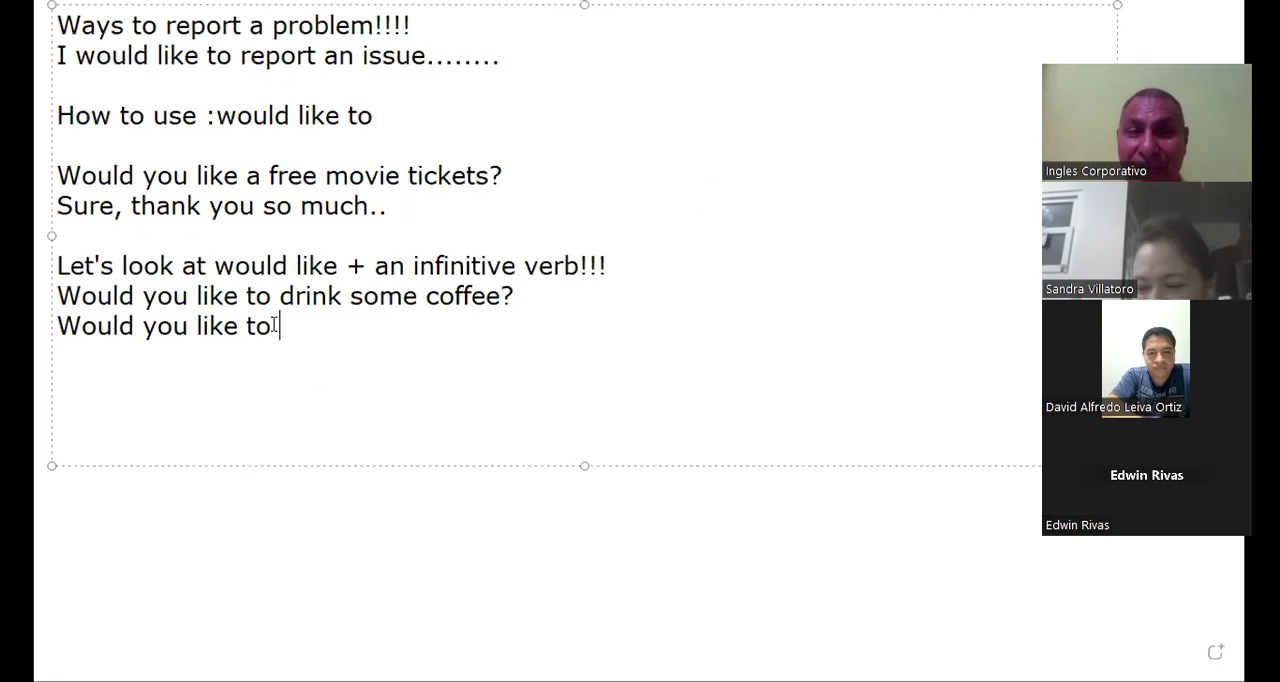 Ways to report a problem!!!!
I would like to report an issue........
How to use :would like to
Would you like a free movie tickets?
Sure, thank you so much..
Let's look at would like + an infinitive verb!!!
Would you like to drink some coffee?
Would you like to
Ingles Corporativo
Sandra Villatoro
David Alfredo Leiva Ortiz
Edwin Rivas
Edwin Rivas